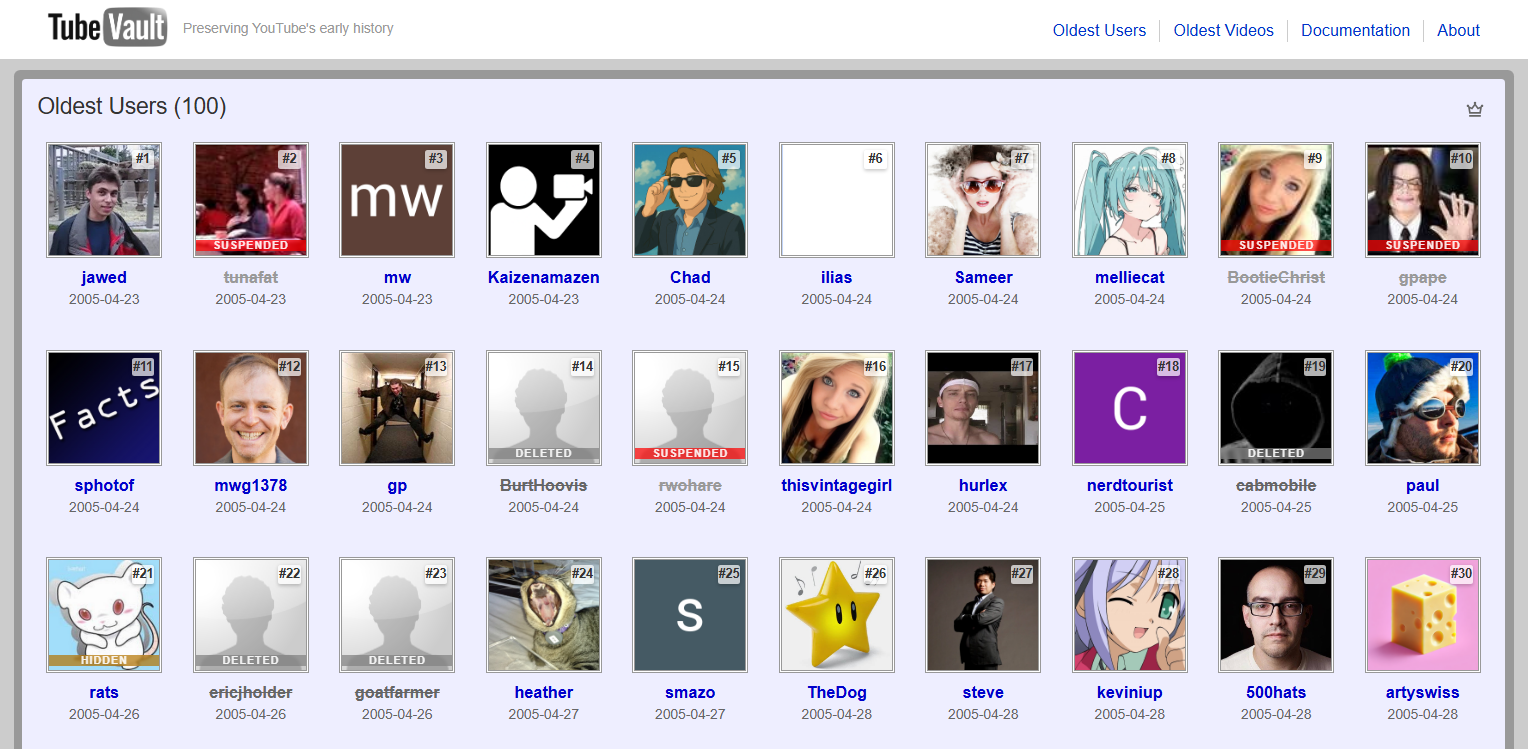 TubeVault Preserving YouTube's early history Oldest Users Oldest Videos Documentation About
Oldest Users (100)
#1 #2 #3 #4 #5 #6 #7 #8 #9 #10
mw
SUSPENDED SUSPENDED SUSPENDED
jawed tunafat mw Kaizenamazen Chad ilias Sameer melliecat BootieChrist gpape
2005-04-23 2005-04-23 2005-04-23 2005-04-23 2005-04-24 2005-04-24 2005-04-24 2005-04-24 2005-04-24 2005-04-24
#11 #12 #13 #14 #15 #16 #17 #18 #19 #20
Facts C
DELETED SUSPENDED DELETED
sphotof mwg1378 gp BurtHoovis rwohare thisvintagegirl hurlex nerdtourist cabmobile paul
2005-04-24 2005-04-24 2005-04-24 2005-04-24 2005-04-24 2005-04-24 2005-04-24 2005-04-25 2005-04-25 2005-04-25
#21 #22 #23 #24 #25 #26 #27 #28 #29 #30
s
HIDDEN DELETED DELETED
rats ericjholder goatfarmer heather smazo TheDog steve keviniup 500hats artyswiss
2005-04-26 2005-04-26 2005-04-26 2005-04-27 2005-04-27 2005-04-28 2005-04-28 2005-04-28 2005-04-28 2005-04-28